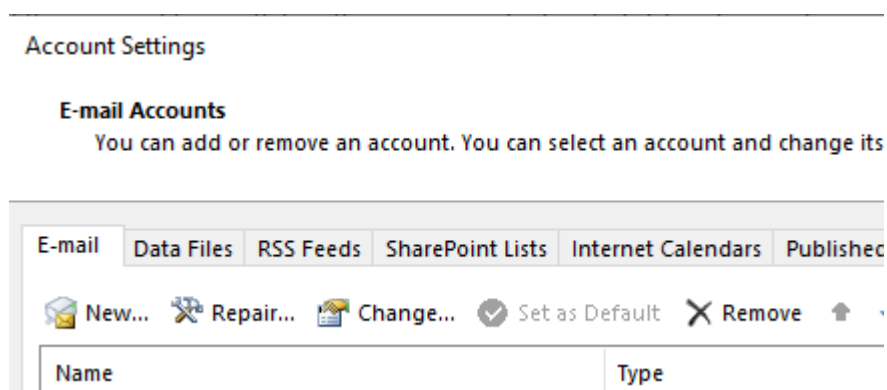 Account Settings
E-mail Accounts
You can add or remove an account. You can select an account and change its
E-mail Data Files RSS Feeds SharePoint Lists Internet Calendars Published
New... Repair... Change... Set as Default Remove
Name Type